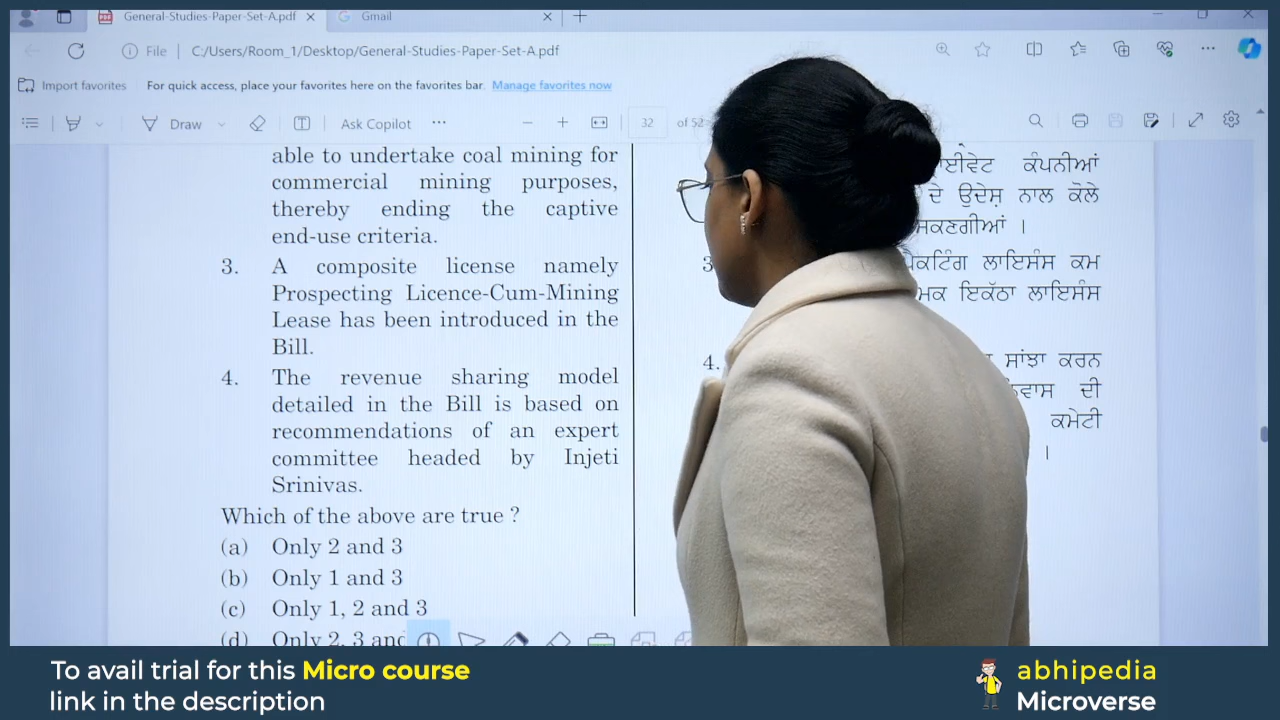 General-Studies-Paper-Set-A.pdf
Gmail
File
C:/Users/Room_1/Desktop/General-Studies-Paper-Set-A.pdf
Import favorites
For quick access, place your favorites here on the favorites bar. Manage favorites now
Draw
Ask Copilot
32 of 52
able to undertake coal mining for
commercial mining purposes,
thereby ending the captive
end-use criteria.
3. A composite license namely
Prospecting Licence-Cum-Mining
Lease has been introduced in the
Bill.
4. The revenue sharing model
detailed in the Bill is based on
recommendations of an expert
committee headed by Injeti
Srinivas.
Which of the above are true ?
(a) Only 2 and 3
(b) Only 1 and 3
(c) Only 1, 2 and 3
(d) Only 2, 3
ਕੰਪਨੀਆਂ
ਦੇ ਉਦੇਸ਼ ਨਾਲ ਕੋਲੇ
3
ਲਾਇਸੰਸ ਕਮ
ਇਕੱਠਾ ਲਾਇਸੰਸ
4.
ਸਾਂਝਾ ਕਰਨ
ਦੀ
ਕਮੇਟੀ
।
To avail trial for this Micro course
link in the description
abhipedia
Microverse